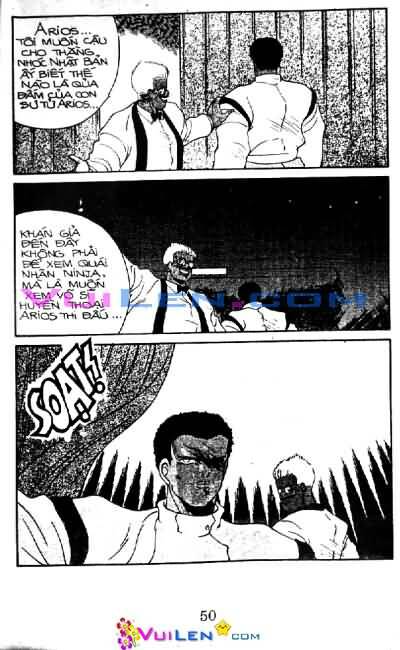 ARIOS...
TÔI MUỐN CẦU
CHO THẰNG
NHÓC NHẬT BẢN
ẤY BIẾT THẾ
NÀO LÀ QUẢ
ĐẤM CỦA CON
SƯ TỬ ARIOS...
KHÁN GIẢ
ĐẾN ĐÂY
KHÔNG PHẢI
ĐỂ XEM QUÁI
NHÂN NINJA,
MÀ LÀ MUỐN
XEM VÕ SĨ
HUYỀN THOẠI
ARIOS THI ĐẤU...
VUILEN.COM
SOẠT!
50
VUILEN.COM